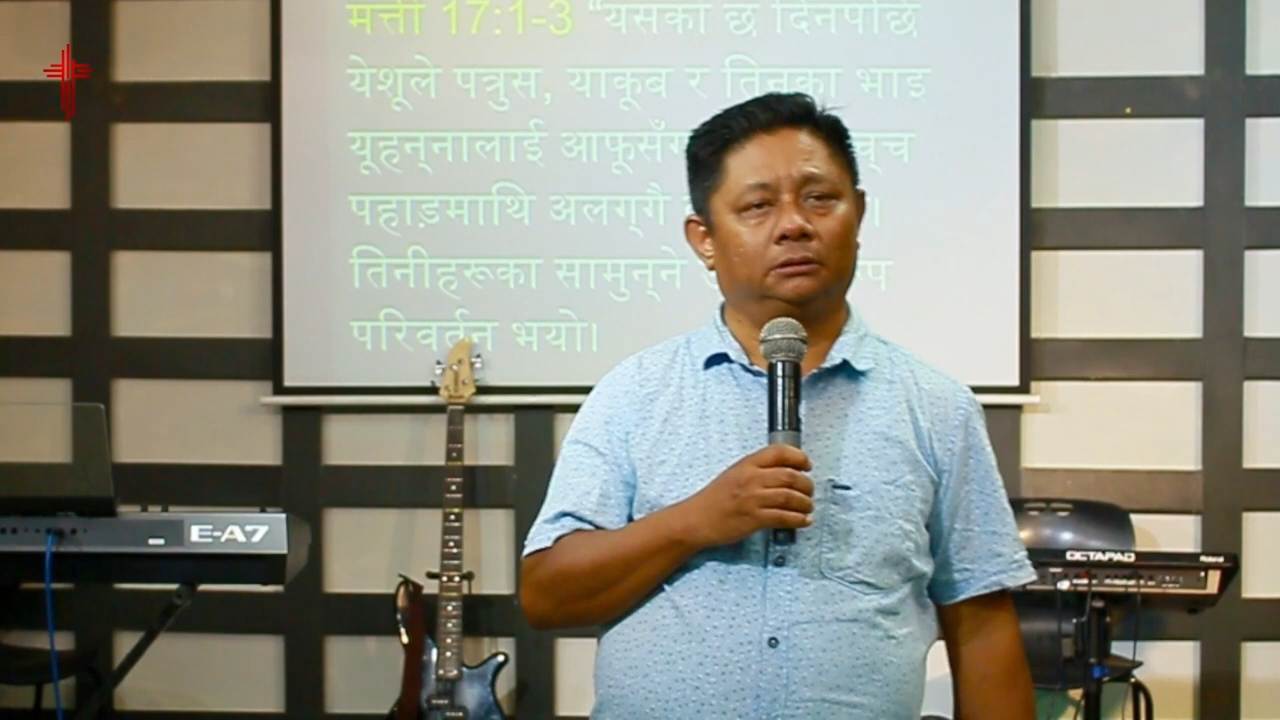 मत्ती 17:1-3 “यसको छ दिनपछि
येशूले पत्रुस, याकूब र तिनका भाइ
यूहन्‌नालाई आफूसँग
पहाड़माथि अलग्‌गै
तिनीहरूका सामुन्‌ने
परिवर्तन भयो।
E-A7
OCTAPAD
Roland